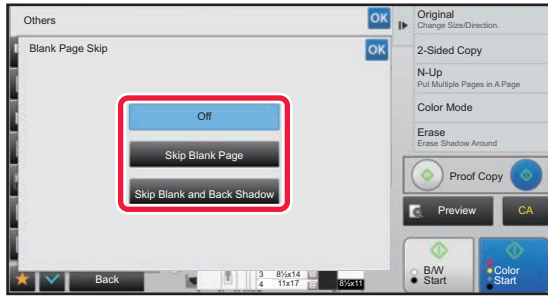 Others
OK
Blank Page Skip
OK
Off
Skip Blank Page
Skip Blank and Back Shadow
Back
3 8½x14
4 11x17
8½x11
Original
Change Size/Direction.
2-Sided Copy
N-Up
Put Multiple Pages in A Page
Color Mode
Erase
Erase Shadow Around
Proof Copy
Preview
CA
B/W
Start
Color
Start